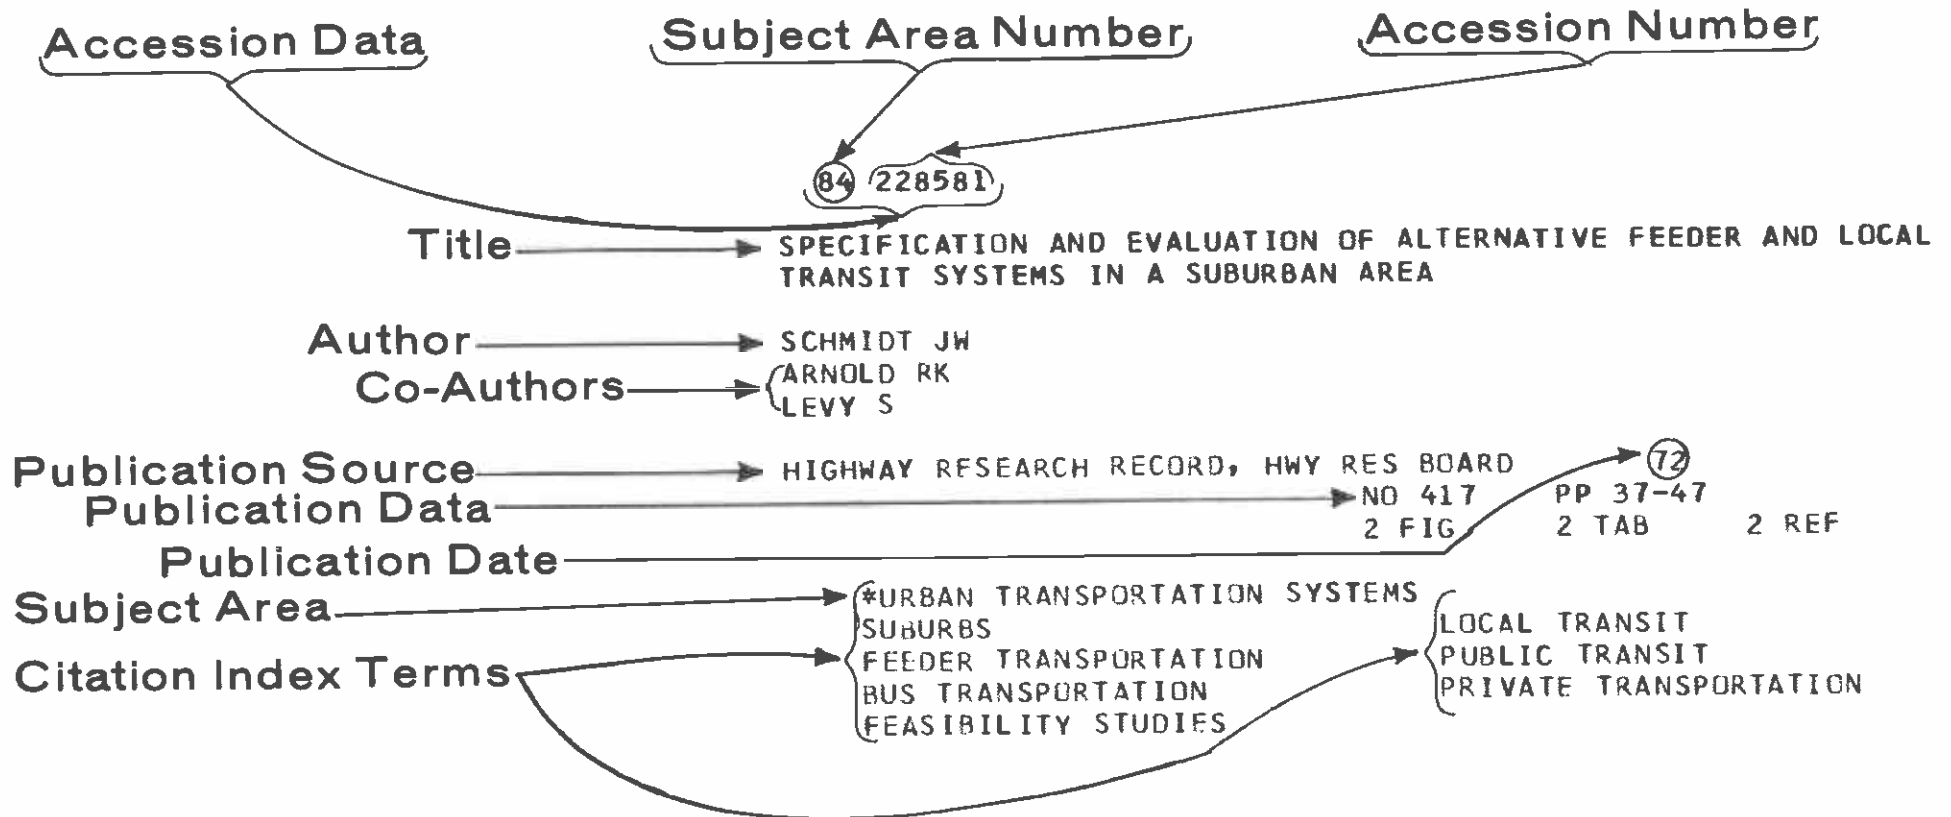 Accession Data Subject Area Number Accession Number
84 228581
Title SPECIFICATION AND EVALUATION OF ALTERNATIVE FEEDER AND LOCAL
TRANSIT SYSTEMS IN A SUBURBAN AREA
Author SCHMIDT JW
Co-Authors ARNOLD RK
LEVY S
Publication Source HIGHWAY RESEARCH RECORD, HWY RES BOARD 72
Publication Data NO 417 PP 37-47
2 FIG 2 TAB 2 REF
Publication Date
Subject Area *URBAN TRANSPORTATION SYSTEMS
SUBURBS LOCAL TRANSIT
Citation Index Terms FEEDER TRANSPORTATION PUBLIC TRANSIT
BUS TRANSPORTATION PRIVATE TRANSPORTATION
FEASIBILITY STUDIES